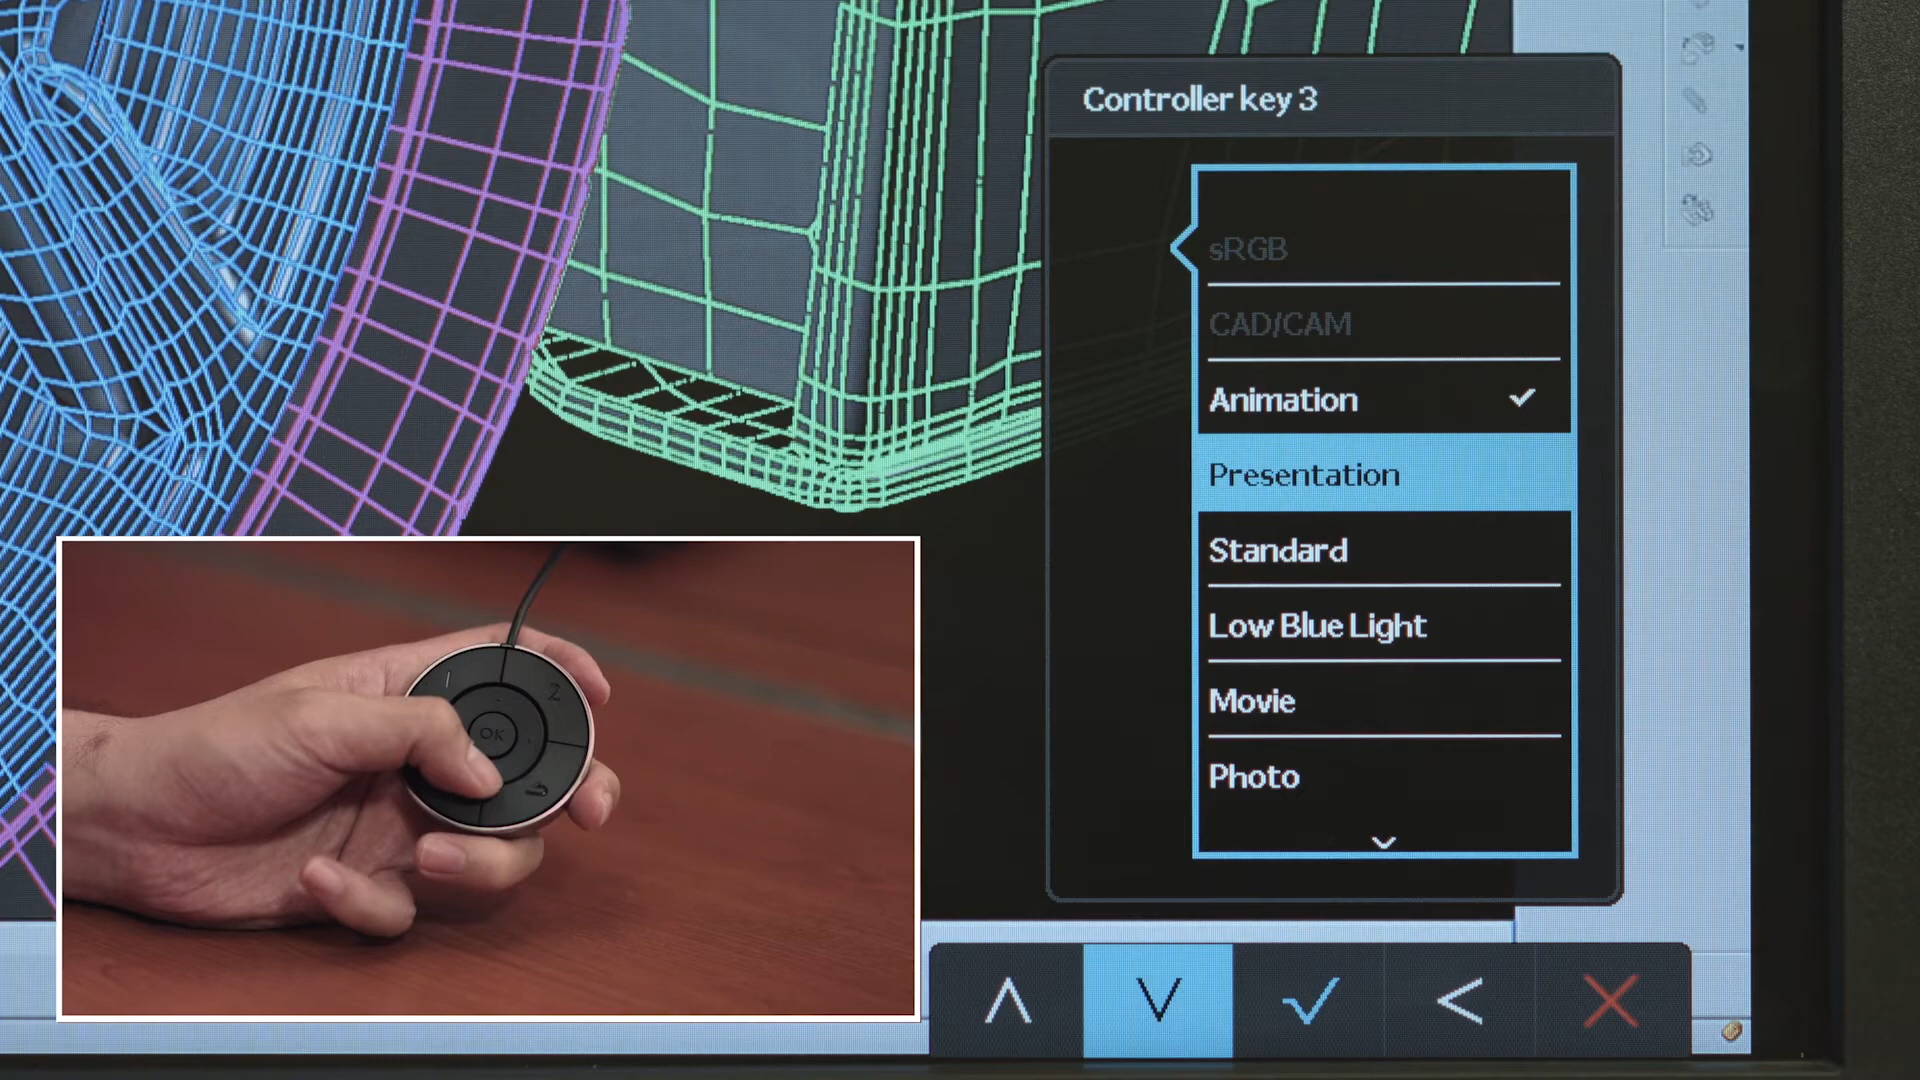 Controller key 3
sRGB
CAD/CAM
Animation
Presentation
Standard
Low Blue Light
Movie
Photo
1
2
OK